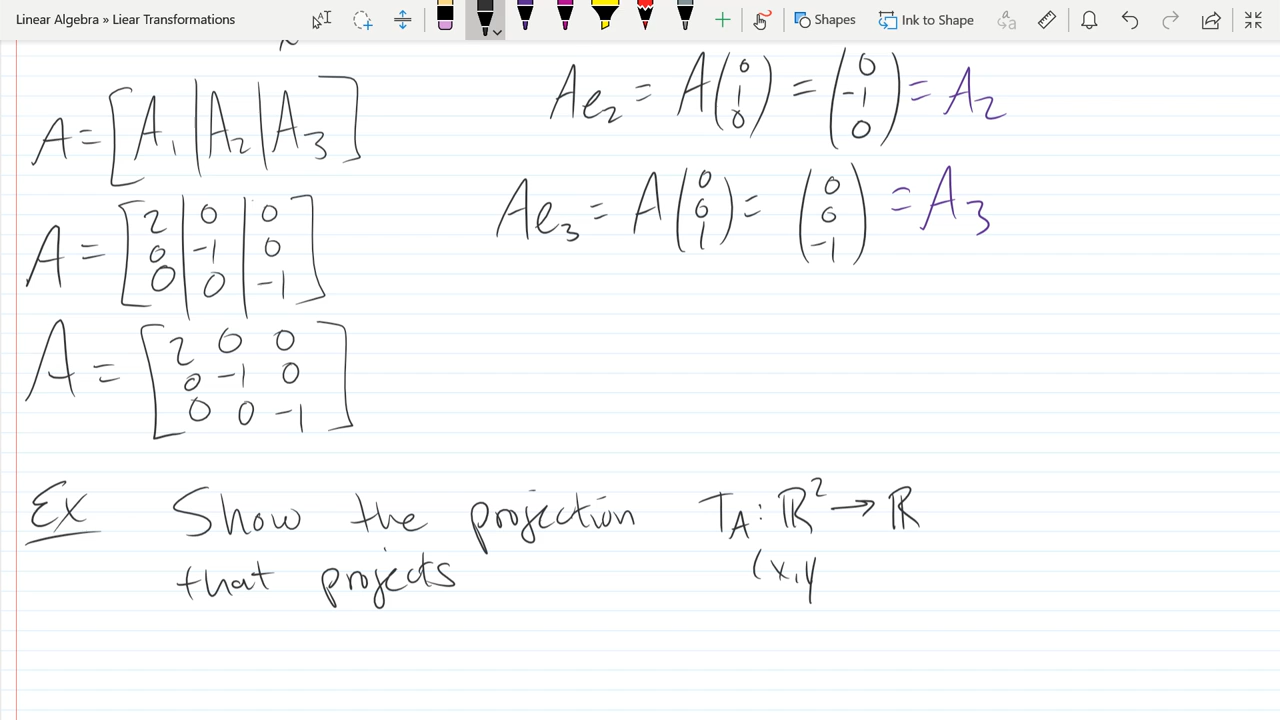 Linear Algebra » Liear Transformations
Shapes
Ink to Shape
A = [A₁ | A₂ | A₃]
Ae₂ = A(0 1 0) = (0 -1 0) = A₂
Ae₃ = A(0 0 1) = (0 0 -1) = A₃
A = [2 | 0 | 0
0 | -1 | 0
0 | 0 | -1]
A = [2 0 0
0 -1 0
0 0 -1]
Ex Show the projection T_A : ℝ² → ℝ
that projects (x,y